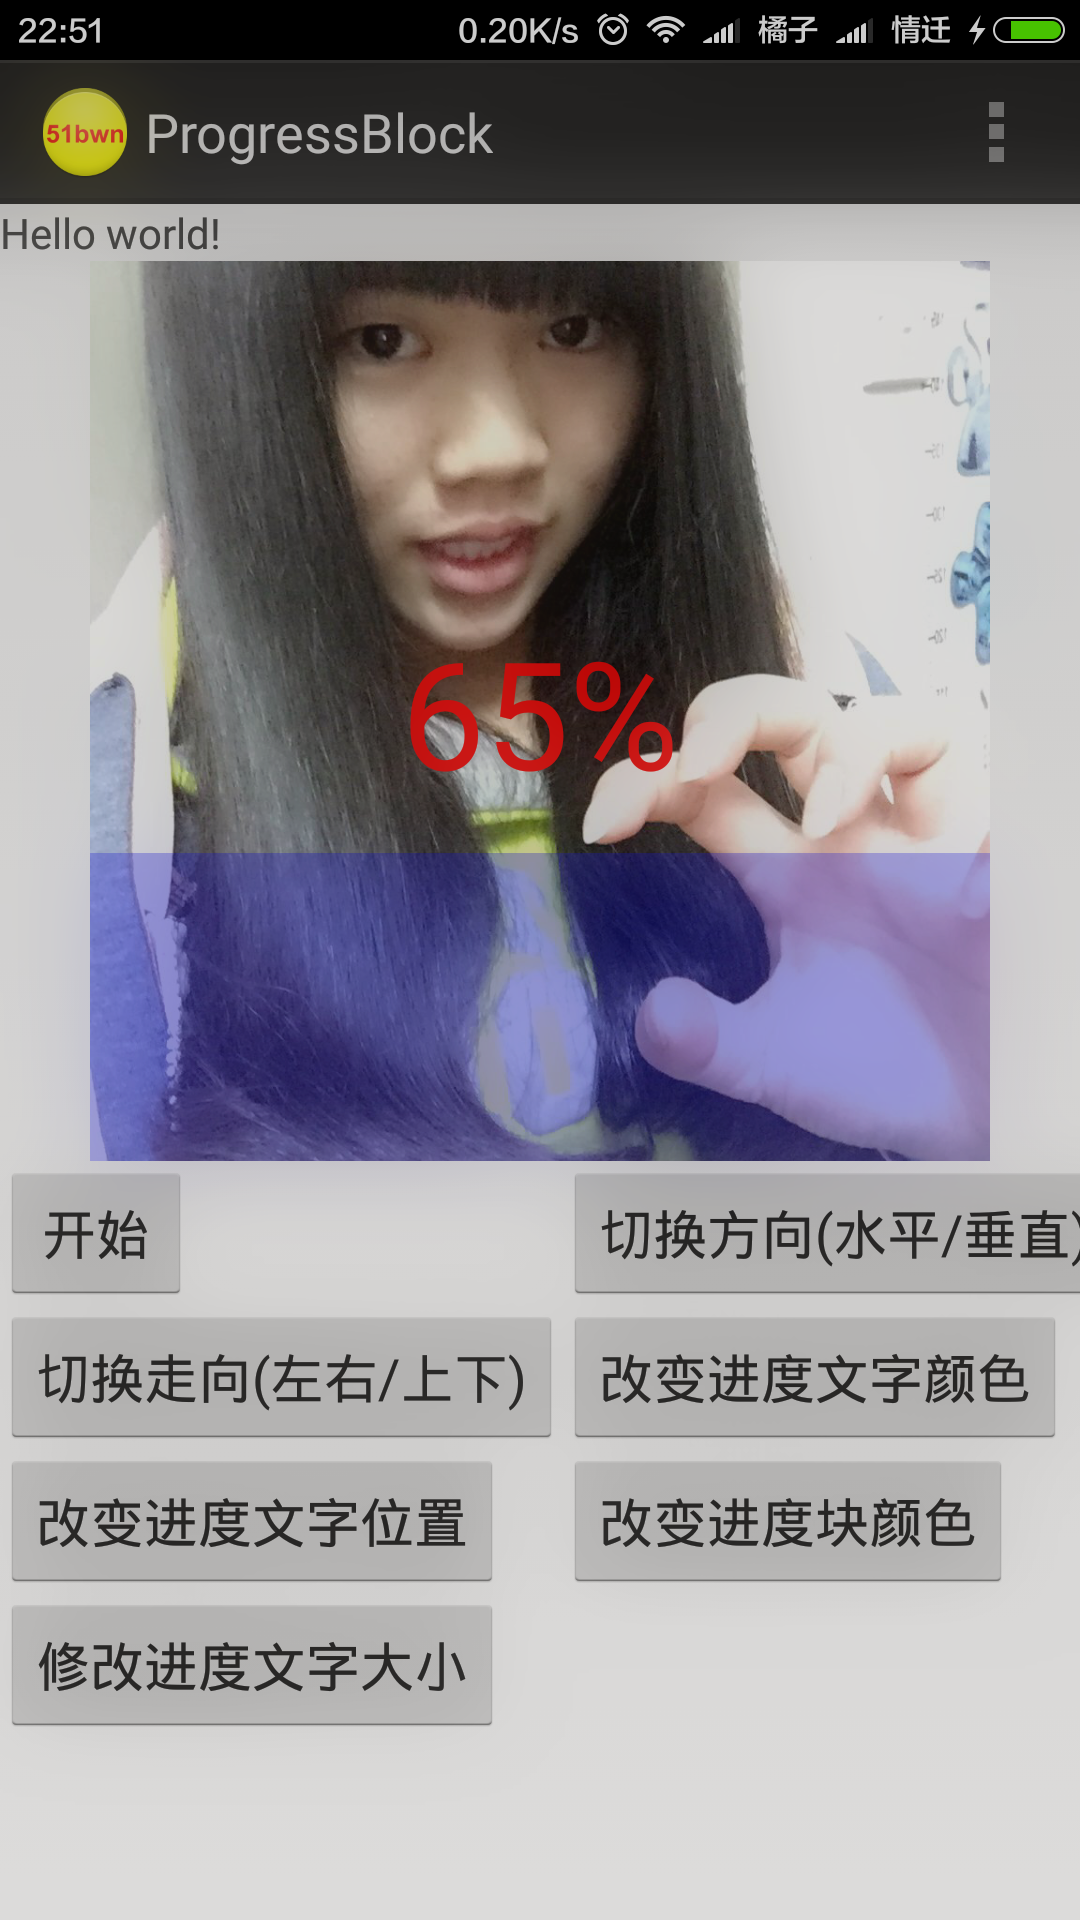 22:51 0.20K/s 橘子 情迁
51bwn ProgressBlock
Hello world!
65%
开始 切换方向(水平/垂直)
切换走向(左右/上下) 改变进度文字颜色
改变进度文字位置 改变进度块颜色
修改进度文字大小